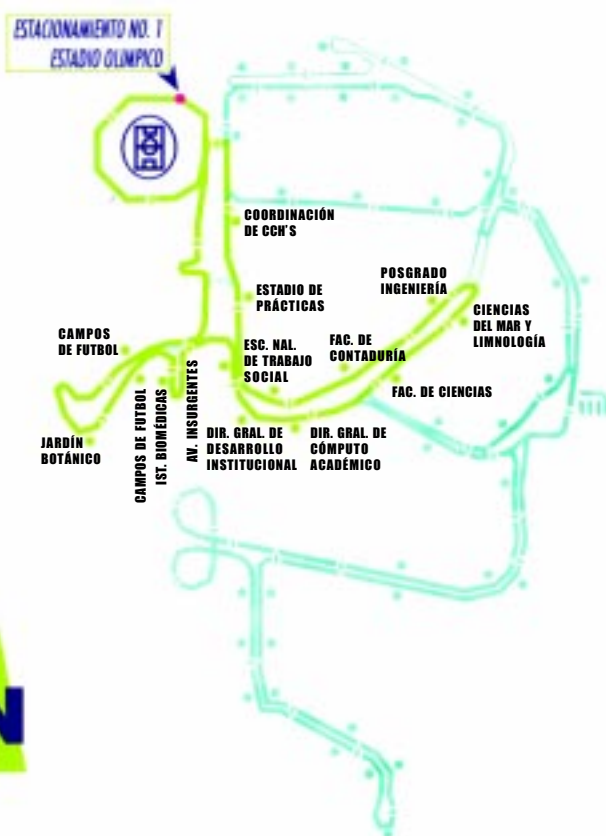 ESTACIONAMIENTO NO. 1
ESTADIO OLIMPICO
COORDINACIÓN
DE CCH'S
ESTADIO DE
PRÁCTICAS
POSGRADO
INGENIERÍA
CIENCIAS
DEL MAR Y
LIMNOLOGÍA
CAMPOS
DE FUTBOL
ESC. NAL.
DE TRABAJO
SOCIAL
FAC. DE
CONTADURÍA
FAC. DE CIENCIAS
JARDÍN
BOTÁNICO
CAMPOS DE FUTBOL
IST. BIOMÉDICAS
AV. INSURGENTES
DIR. GRAL. DE
DESARROLLO
INSTITUCIONAL
DIR. GRAL. DE
CÓMPUTO
ACADÉMICO
N